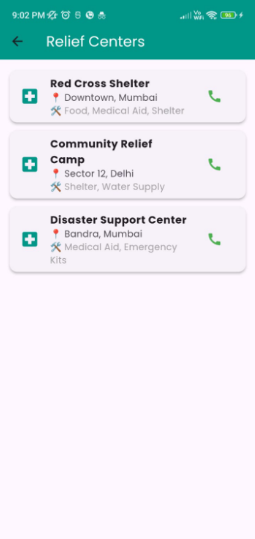 9:02 PM
Relief Centers
Red Cross Shelter
Downtown, Mumbai
Food, Medical Aid, Shelter
Community Relief
Camp
Sector 12, Delhi
Shelter, Water Supply
Disaster Support Center
Bandra, Mumbai
Medical Aid, Emergency
Kits